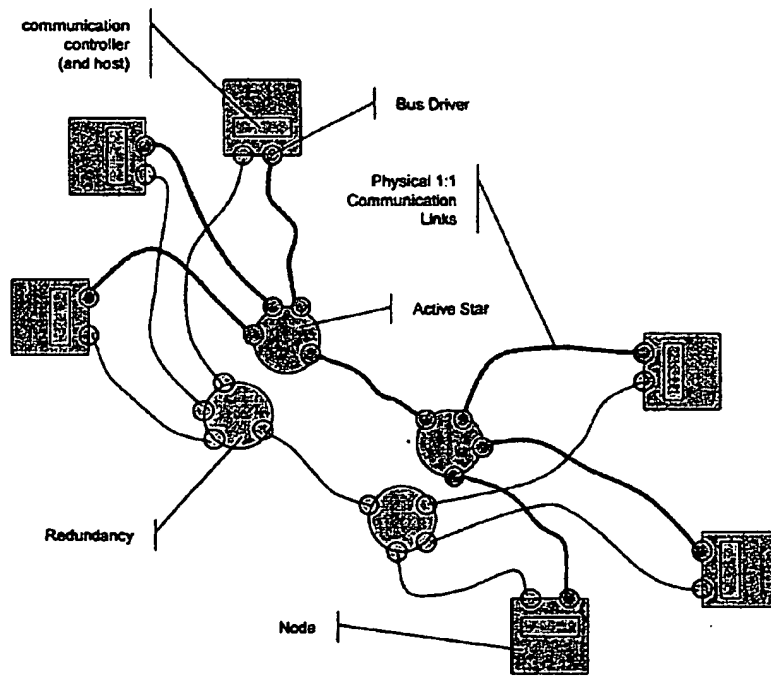 communication
controller
(and host)
Bus Driver
Physical 1:1
Communication
Links
Active Star
Redundancy
Node